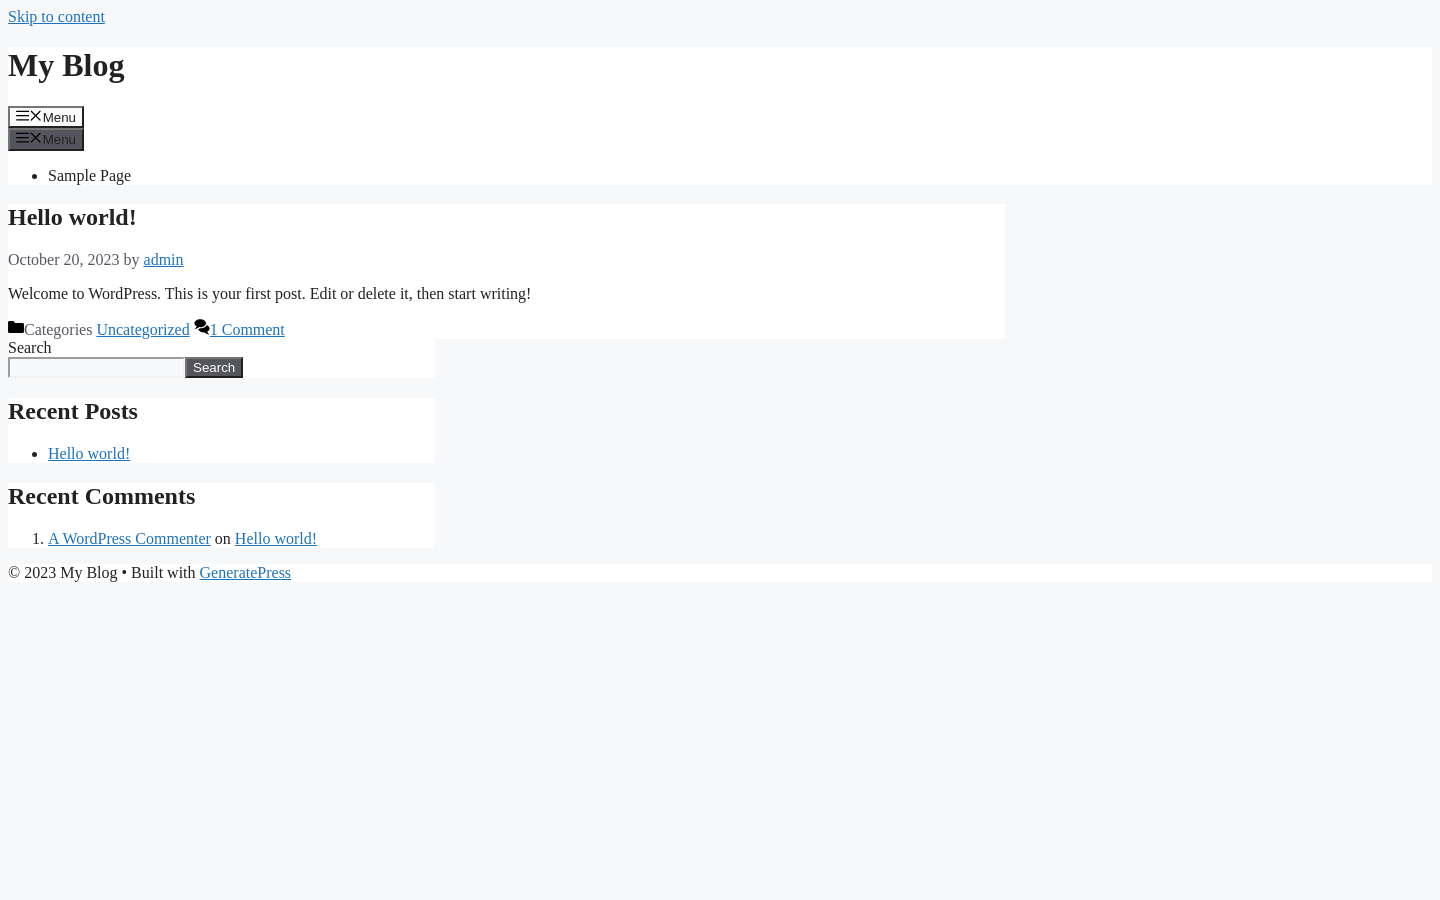 Skip to content
My Blog
Menu
Menu
Sample Page
Hello world!
October 20, 2023 by admin
Welcome to WordPress. This is your first post. Edit or delete it, then start writing!
Categories Uncategorized 1 Comment
Search
Search
Recent Posts
Hello world!
Recent Comments
1. A WordPress Commenter on Hello world!
© 2023 My Blog • Built with GeneratePress